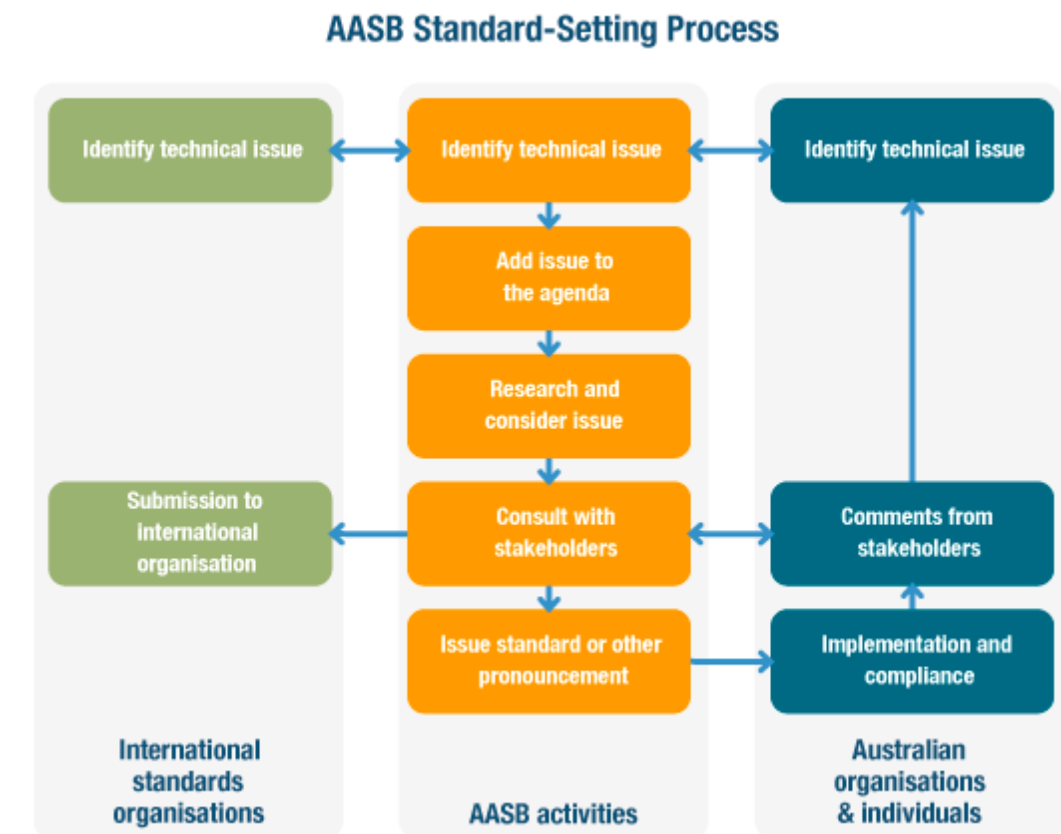 AASB Standard-Setting Process
Identify technical issue
Identify technical issue
Identify technical issue
Add issue to
the agenda
Research and
consider issue
Submission to
international
organisation
Consult with
stakeholders
Comments from
stakeholders
Issue standard or other
pronouncement
Implementation and
compliance
International
standards
organisations
AASB activities
Australian
organisations
& individuals